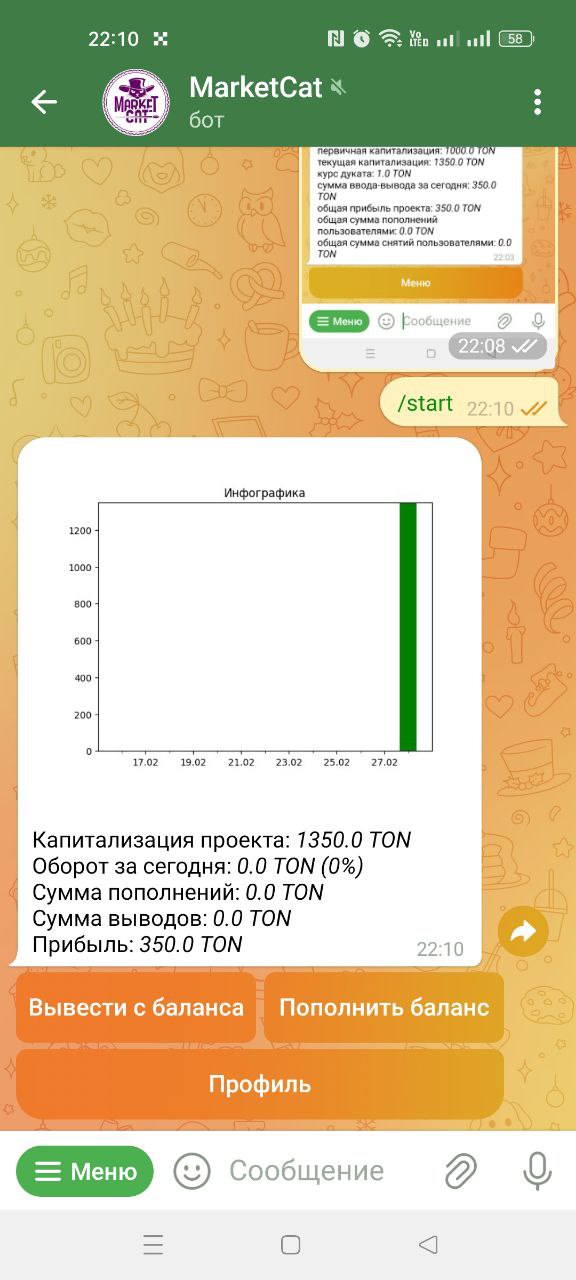 22:10
Vo LTED
58
MARKET CAT
MarketCat
бот
первичная капитализация: 1000.0 TON
текущая капитализация: 1350.0 TON
курс дуката: 1.0 TON
сумма ввода-вывода за сегодня: 350.0
TON
общая прибыль проекта: 350.0 TON
общая сумма пополнений
пользователями: 0.0 TON
общая сумма снятий пользователями: 0.0
TON
22:03
Меню
Меню
Сообщение
22:08
/start 22:10
Инфографика
1200
1000
800
600
400
200
0
17.02 19.02 21.02 23.02 25.02 27.02
Капитализация проекта: 1350.0 TON
Оборот за сегодня: 0.0 TON (0%)
Сумма пополнений: 0.0 TON
Сумма выводов: 0.0 TON
Прибыль: 350.0 TON
22:10
Вывести с баланса Пополнить баланс
Профиль
Меню Сообщение